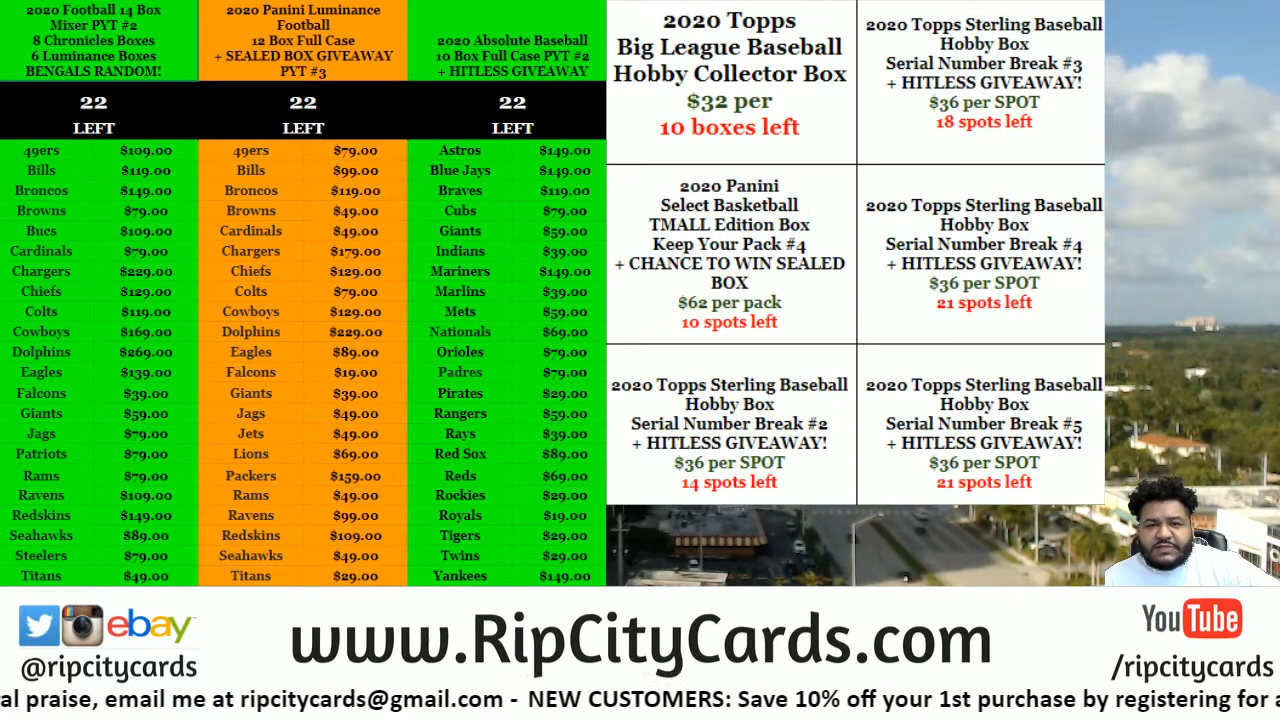 2020 Football 14 Box
Mixer PYT #2
8 Chronicles Boxes
6 Luminance Boxes
BENGALS RANDOM!
22
LEFT
49ers $109.00
Bills $119.00
Broncos $149.00
Browns $79.00
Bucs $109.00
Cardinals $79.00
Chargers $229.00
Chiefs $129.00
Colts $119.00
Cowboys $169.00
Dolphins $269.00
Eagles $139.00
Falcons $39.00
Giants $59.00
Jags $79.00
Patriots $79.00
Rams $79.00
Ravens $109.00
Redskins $149.00
Seahawks $89.00
Steelers $79.00
Titans $49.00
2020 Panini Luminance
Football
12 Box Full Case
+ SEALED BOX GIVEAWAY
PYT #3
22
LEFT
49ers $79.00
Bills $99.00
Broncos $119.00
Browns $49.00
Cardinals $49.00
Chargers $179.00
Chiefs $129.00
Colts $79.00
Cowboys $129.00
Dolphins $229.00
Eagles $89.00
Falcons $19.00
Giants $39.00
Jags $49.00
Jets $49.00
Lions $69.00
Packers $159.00
Rams $49.00
Ravens $99.00
Redskins $109.00
Seahawks $49.00
Titans $29.00
2020 Absolute Baseball
10 Box Full Case PYT #2
+ HITLESS GIVEAWAY
22
LEFT
Astros $149.00
Blue Jays $149.00
Braves $119.00
Cubs $79.00
Giants $59.00
Indians $39.00
Mariners $149.00
Marlins $39.00
Mets $59.00
Nationals $69.00
Orioles $79.00
Padres $79.00
Pirates $29.00
Rangers $59.00
Rays $39.00
Red Sox $89.00
Reds $69.00
Rockies $29.00
Royals $19.00
Tigers $29.00
Twins $29.00
Yankees $149.00
2020 Topps
Big League Baseball
Hobby Collector Box
$32 per
10 boxes left
2020 Topps Sterling Baseball
Hobby Box
Serial Number Break #3
+ HITLESS GIVEAWAY!
$36 per SPOT
18 spots left
2020 Panini
Select Basketball
TMALL Edition Box
Keep Your Pack #4
+ CHANCE TO WIN SEALED
BOX
$62 per pack
10 spots left
2020 Topps Sterling Baseball
Hobby Box
Serial Number Break #4
+ HITLESS GIVEAWAY!
$36 per SPOT
21 spots left
2020 Topps Sterling Baseball
Hobby Box
Serial Number Break #2
+ HITLESS GIVEAWAY!
$36 per SPOT
14 spots left
2020 Topps Sterling Baseball
Hobby Box
Serial Number Break #5
+ HITLESS GIVEAWAY!
$36 per SPOT
21 spots left
ebay
@ripcitycards
www.RipCityCards.com
YouTube
/ripcitycards
ral praise, email me at ripcitycards@gmail.com - NEW CUSTOMERS: Save 10% off your 1st purchase by registering for a